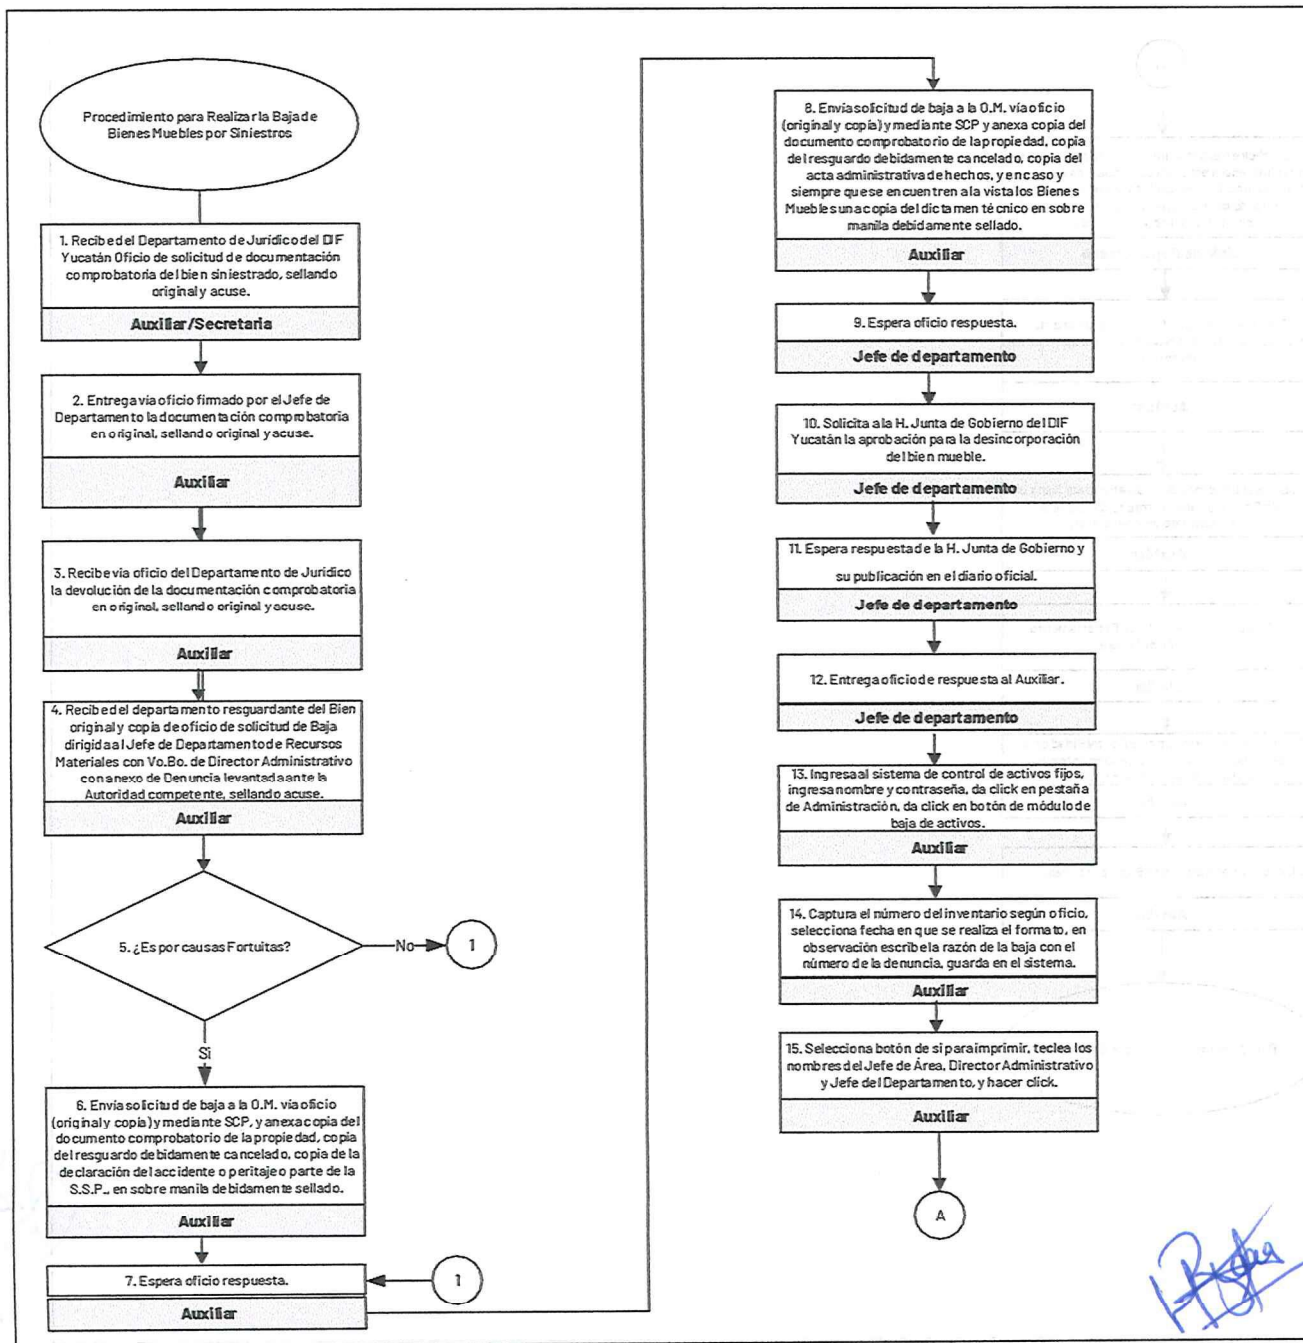 Procedimiento para Realizar la Baja de
Bienes Muebles por Siniestros
1. Recibe del Departamento de Jurídico del DIF
Yucatán Oficio de solicitud de documentación
comprobatoria del bien siniestrado, sellando
original y acuse.
Auxiliar/Secretaria
2. Entrega vía oficio firmado por el Jefe de
Departamento la documentación comprobatoria
en original, sellando original y acuse.
Auxiliar
3. Recibe vía oficio del Departamento de Jurídico
la devolución de la documentación comprobatoria
en original, sellando original y acuse.
Auxiliar
4. Recibe del departamento resguardante del Bien
original y copia de oficio de solicitud de Baja
dirigida al Jefe de Departamento de Recursos
Materiales con Vo.Bo. de Director Administrativo
con anexo de Denuncia levantada ante la
Autoridad competente, sellando acuse.
Auxiliar
5. ¿Es por causas Fortuitas?
No
1
Si
6. Envía solicitud de baja a la O.M. vía oficio
(original y copia) y mediante SCP, y anexa copia del
documento comprobatorio de la propiedad, copia
del resguardo debidamente cancelado, copia de la
declaración del accidente o peritaje o parte de la
S.S.P., en sobre manila debidamente sellado.
Auxiliar
7. Espera oficio respuesta.
1
Auxiliar
8. Envía solicitud de baja a la O.M. vía oficio
(original y copia) y mediante SCP y anexa copia del
documento comprobatorio de la propiedad, copia
del resguardo debidamente cancelado, copia del
acta administrativa de hechos, y en caso y
siempre que se encuentren a la vista los Bienes
Muebles una copia del dictamen técnico en sobre
manila debidamente sellado.
Auxiliar
9. Espera oficio respuesta.
Jefe de departamento
10. Solicita a la H. Junta de Gobierno del DIF
Yucatán la aprobación para la desincorporación
del bien mueble.
Jefe de departamento
11. Espera respuesta de la H. Junta de Gobierno y
su publicación en el diario oficial.
Jefe de departamento
12. Entrega oficio de respuesta al Auxiliar.
Jefe de departamento
13. Ingresa al sistema de control de activos fijos,
ingresa nombre y contraseña, da click en pestaña
de Administración, da click en botón de módulo de
baja de activos.
Auxiliar
14. Captura el número del inventario según oficio,
selecciona fecha en que se realiza el formato, en
observación escribe la razón de la baja con el
número de la denuncia, guarda en el sistema.
Auxiliar
15. Selecciona botón de si para imprimir, teclea los
nombres del Jefe de Área, Director Administrativo
y Jefe del Departamento, y hacer click.
Auxiliar
A